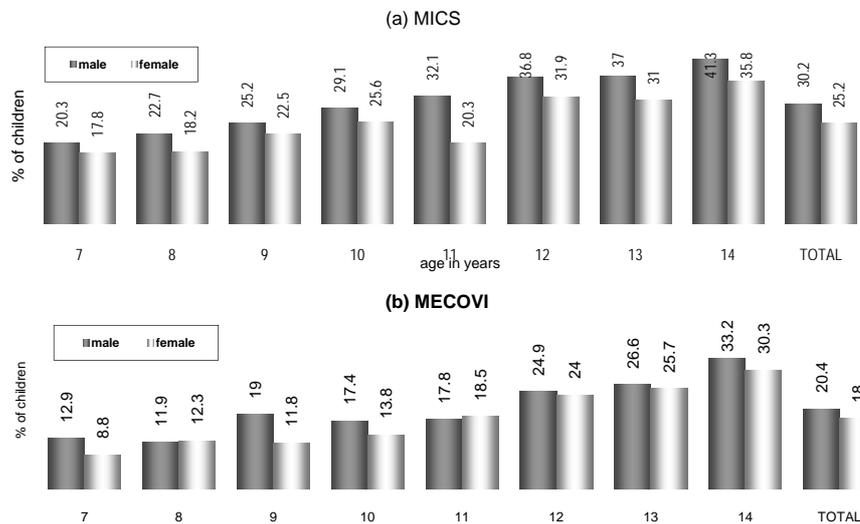 (a) MICS
male female
% of children
20.3 17.8 22.7 18.2 25.2 22.5 29.1 25.6 32.1 20.3 36.8 31.9 37 31 41.3 35.8 30.2 25.2
7 8 9 10 11 12 13 14 TOTAL
age in years
(b) MECOVI
male female
% of children
12.9 8.8 11.9 12.3 19 11.8 17.4 13.8 17.8 18.5 24.9 24 26.6 25.7 33.2 30.3 20.4 18
7 8 9 10 11 12 13 14 TOTAL